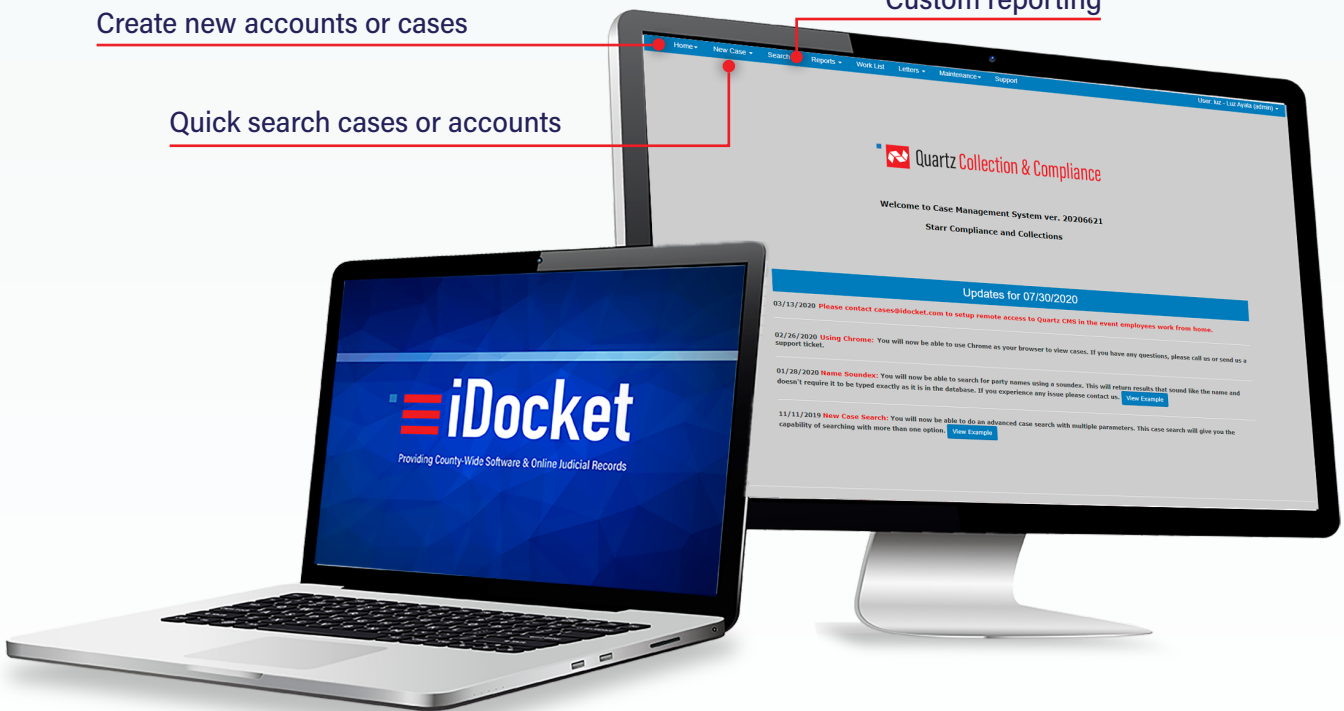 Custom reporting
Create new accounts or cases
Quick search cases or accounts
Home New Case Search Reports Work List Letters Maintenance Support
User: luz - Luz Ayala (admin)
Quartz Collection & Compliance
Welcome to Case Management System ver. 20206621
Starr Compliance and Collections
Updates for 07/30/2020
03/13/2020 Please contact cases@idocket.com to setup remote access to Quartz CMS in the event employees work from home.
02/26/2020 Using Chrome: You will now be able to use Chrome as your browser to view cases. If you have any questions, please call us or send us a
support ticket.
01/28/2020 Name Soundex: You will now be able to search for party names using a soundex. This will return results that sound like the name and
doesn't require it to be typed exactly as it is in the database. If you experience any issue please contact us. View Example
11/11/2019 New Case Search: You will now be able to do an advanced case search with multiple parameters. This case search will give you the
capability of searching with more than one option. View Example
iDocket
Providing County-Wide Software & Online Judicial Records